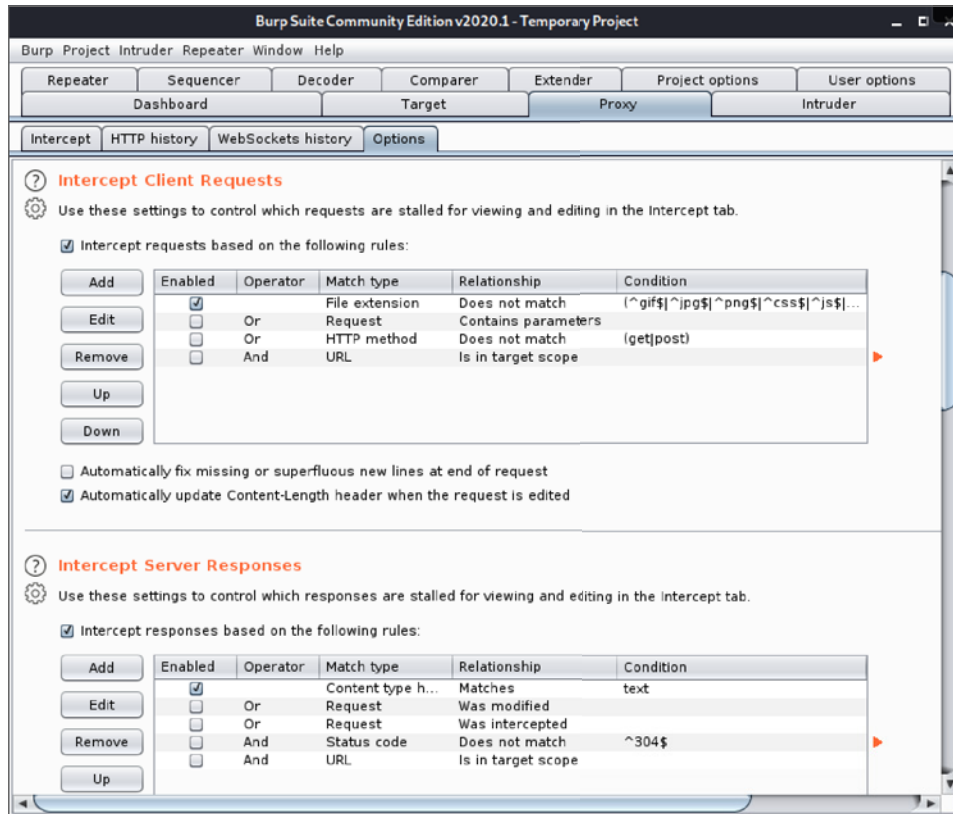 Burp Suite Community Edition v2020.1 - Temporary Project
Burp Project Intruder Repeater Window Help
Repeater Sequencer Decoder Comparer Extender Project options User options
Dashboard Target Proxy Intruder
Intercept HTTP history WebSockets history Options
Intercept Client Requests
Use these settings to control which requests are stalled for viewing and editing in the Intercept tab.
Intercept requests based on the following rules:
Add Enabled Operator Match type Relationship Condition
File extension Does not match (^gif$|^jpg$|^png$|^css$|^js$|...
Edit Or Request Contains parameters
Or HTTP method Does not match (get|post)
Remove And URL Is in target scope
Up
Down
Automatically fix missing or superfluous new lines at end of request
Automatically update Content-Length header when the request is edited
Intercept Server Responses
Use these settings to control which responses are stalled for viewing and editing in the Intercept tab.
Intercept responses based on the following rules:
Add Enabled Operator Match type Relationship Condition
Content type h... Matches text
Edit Or Request Was modified
Or Request Was intercepted
Remove And Status code Does not match ^304$
And URL Is in target scope
Up